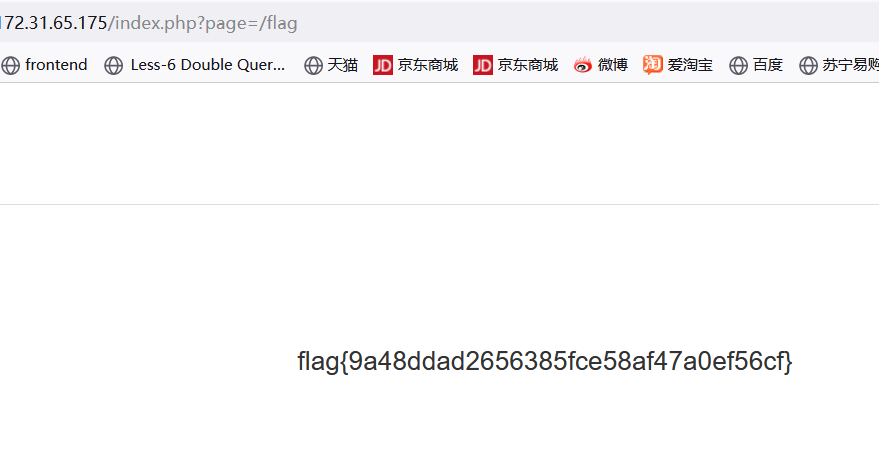 172.31.65.175/index.php?page=/flag
frontend Less-6 Double Quer... 天猫 JD 京东商城 JD 京东商城 微博 淘 爱淘宝 百度 苏宁易购
flag{9a48ddad2656385fce58af47a0ef56cf}